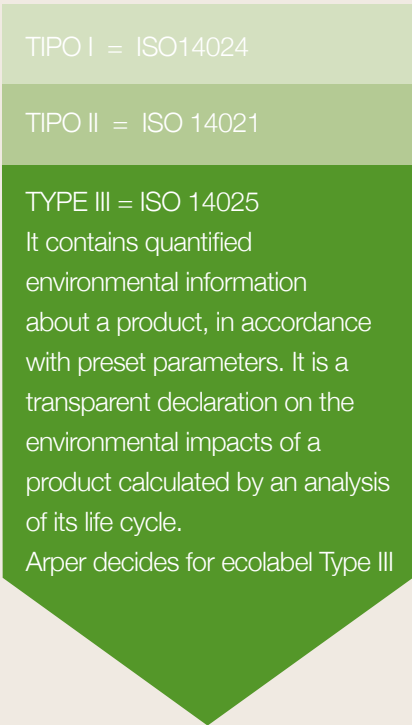 TIPO I = ISO14024
TIPO II = ISO 14021
TYPE III = ISO 14025
It contains quantified
environmental information
about a product, in accordance
with preset parameters. It is a
transparent declaration on the
environmental impacts of a
product calculated by an analysis
of its life cycle.
Arper decides for ecolabel Type III